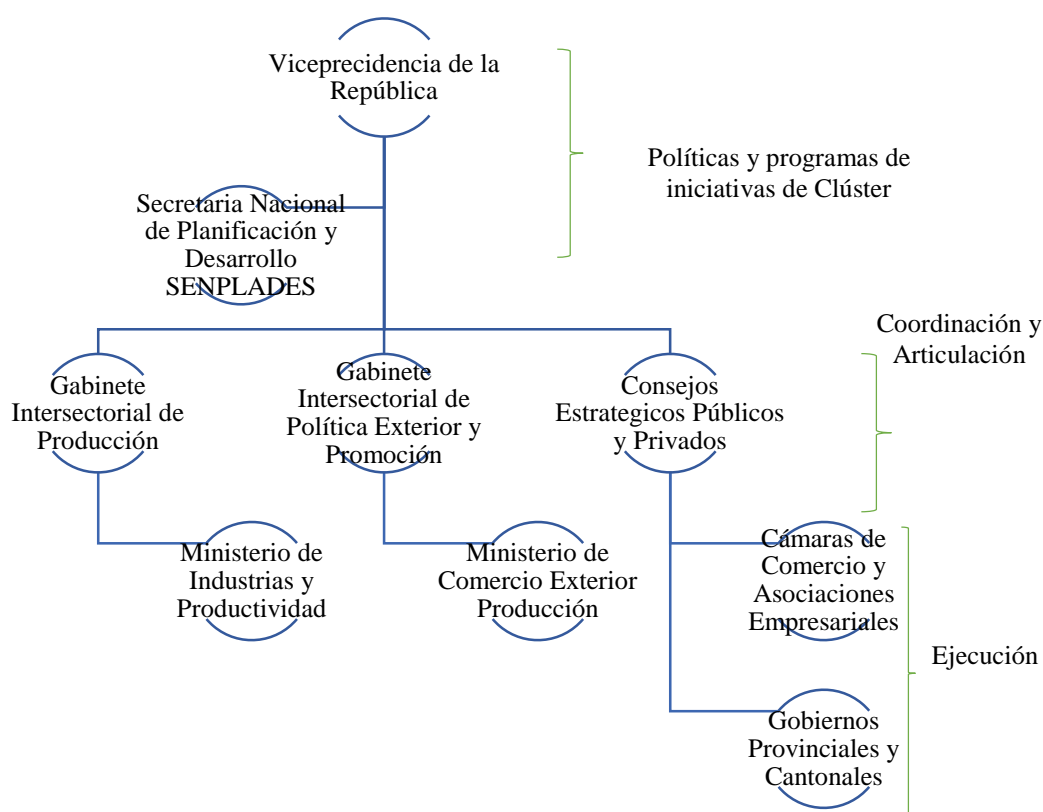 Viceprecidencia de la
República
Políticas y programas de
iniciativas de Clúster
Secretaria Nacional
de Planificación y
Desarrollo
SENPLADES
Coordinación y
Articulación
Gabinete
Intersectorial de
Producción
Gabinete
Intersectorial de
Política Exterior y
Promoción
Consejos
Estrategicos Públicos
y Privados
Ministerio de
Industrias y
Productividad
Ministerio de
Comercio Exterior
Producción
Cámaras de
Comercio y
Asociaciones
Empresariales
Ejecución
Gobiernos
Provinciales y
Cantonales